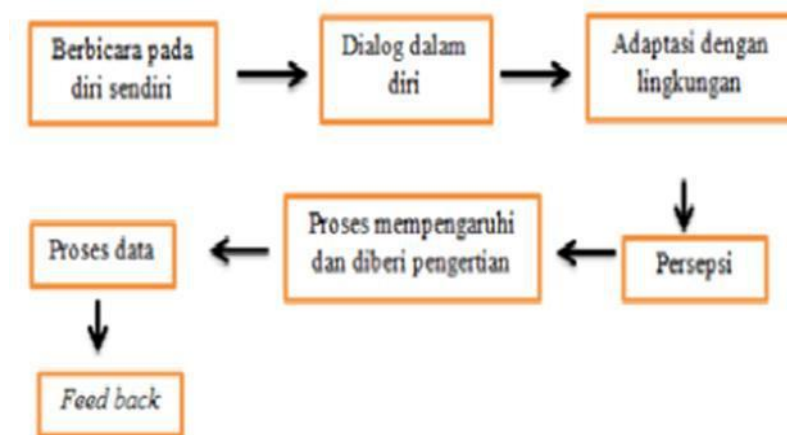 Berbicara pada
diri sendiri
Dialog dalam
diri
Adaptasi dengan
lingkungan
Persepsi
Proses mempengaruhi
dan diberi pengertian
Proses data
Feed back